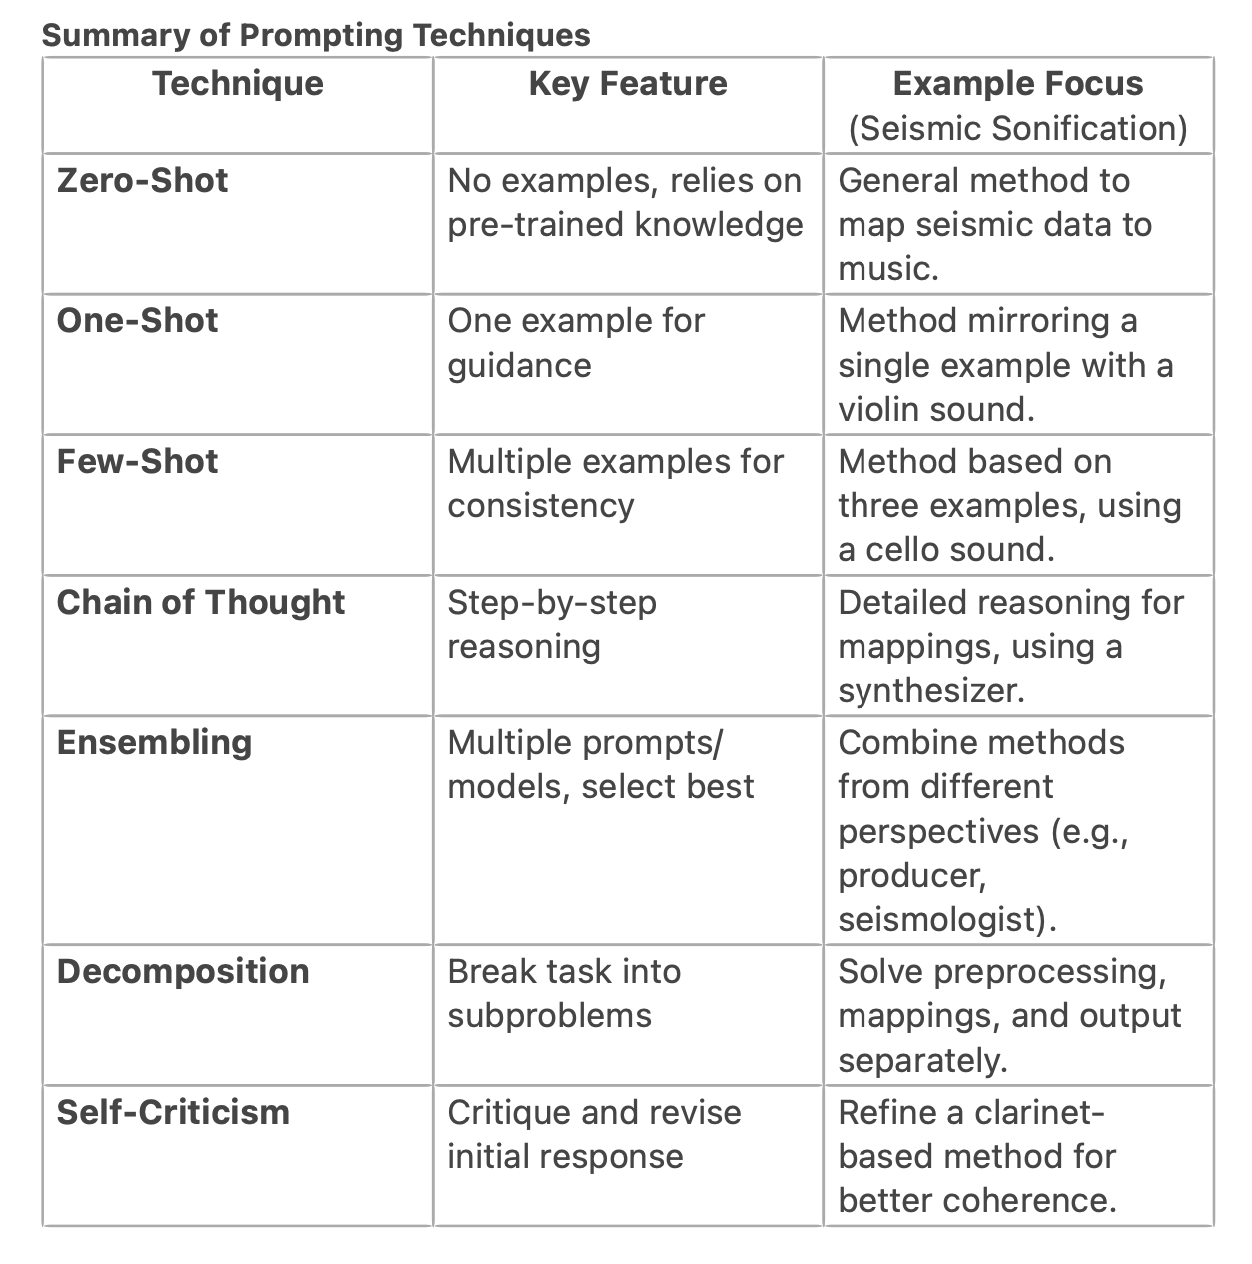 Summary of Prompting Techniques
Technique
Key Feature
Example Focus
(Seismic Sonification)
Zero-Shot
No examples, relies on
pre-trained knowledge
General method to
map seismic data to
music.
One-Shot
One example for
guidance
Method mirroring a
single example with a
violin sound.
Few-Shot
Multiple examples for
consistency
Method based on
three examples, using
a cello sound.
Chain of Thought
Step-by-step
reasoning
Detailed reasoning for
mappings, using a
synthesizer.
Ensembling
Multiple prompts/
models, select best
Combine methods
from different
perspectives (e.g.,
producer,
seismologist).
Decomposition
Break task into
subproblems
Solve preprocessing,
mappings, and output
separately.
Self-Criticism
Critique and revise
initial response
Refine a clarinet-
based method for
better coherence.